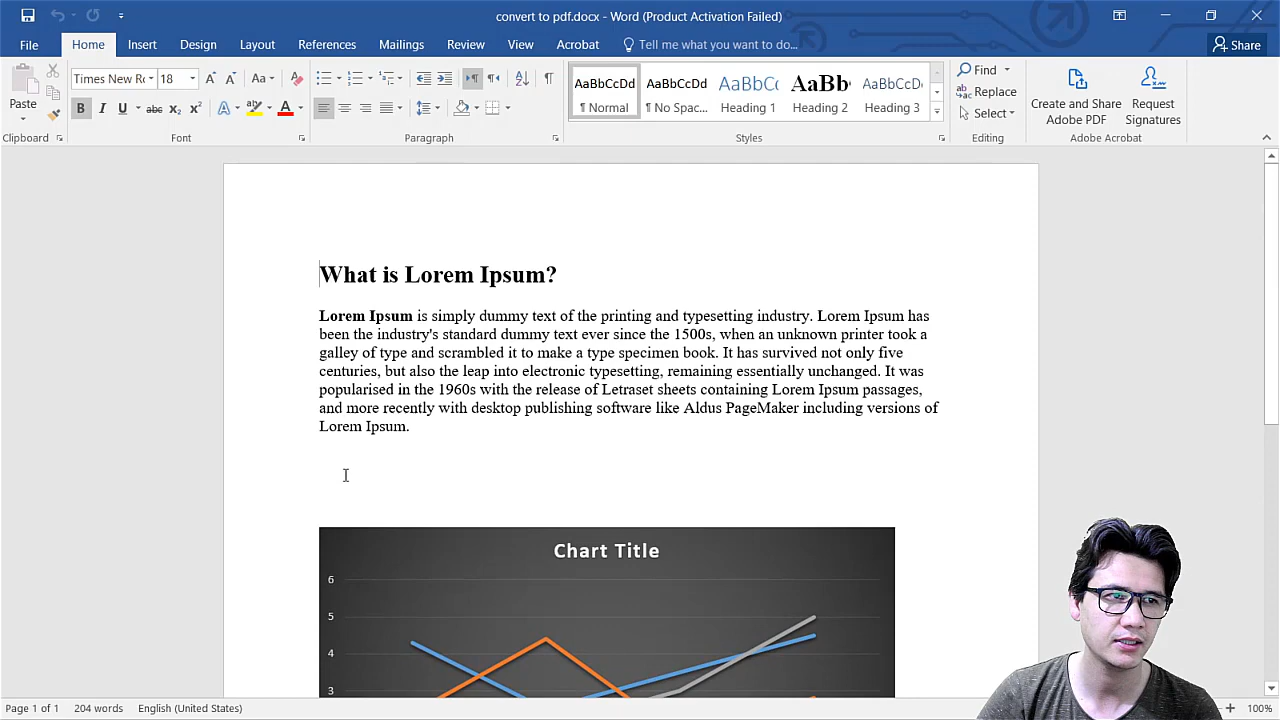 convert to pdf.docx - Word (Product Activation Failed)
File Home Insert Design Layout References Mailings Review View Acrobat Tell me what you want to do... Share
Times New Ro 18 Aa
AaBbCcDd AaBbCcDd AaBbC AaBb AaBbCcD
¶ Normal ¶ No Spac... Heading 1 Heading 2 Heading 3
Find
Replace
Select
Paste
B I U abc x₂ x² A A
Create and Share
Adobe PDF
Request
Signatures
Clipboard Font Paragraph Styles Editing Adobe Acrobat
What is Lorem Ipsum?
Lorem Ipsum is simply dummy text of the printing and typesetting industry. Lorem Ipsum has
been the industry's standard dummy text ever since the 1500s, when an unknown printer took a
galley of type and scrambled it to make a type specimen book. It has survived not only five
centuries, but also the leap into electronic typesetting, remaining essentially unchanged. It was
popularised in the 1960s with the release of Letraset sheets containing Lorem Ipsum passages,
and more recently with desktop publishing software like Aldus PageMaker including versions of
Lorem Ipsum.
Chart Title
6
5
4
3
Page 1 of 1 204 words English (United States) 100%